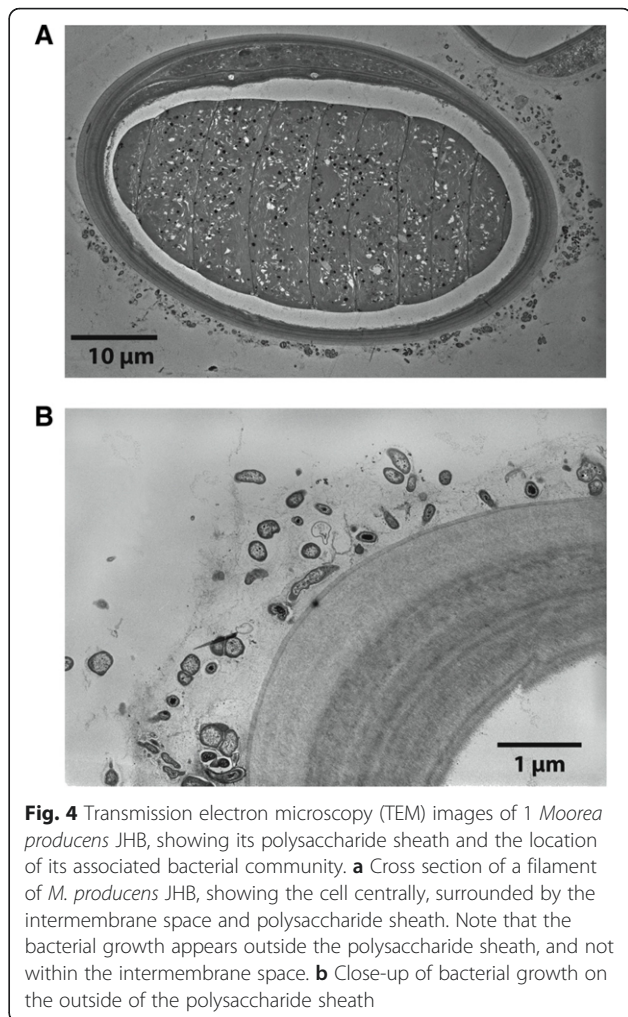 A
10 µm
B
1 µm
Fig. 4 Transmission electron microscopy (TEM) images of 1 Moorea
producens JHB, showing its polysaccharide sheath and the location
of its associated bacterial community. a Cross section of a filament
of M. producens JHB, showing the cell centrally, surrounded by the
intermembrane space and polysaccharide sheath. Note that the
bacterial growth appears outside the polysaccharide sheath, and not
within the intermembrane space. b Close-up of bacterial growth on
the outside of the polysaccharide sheath